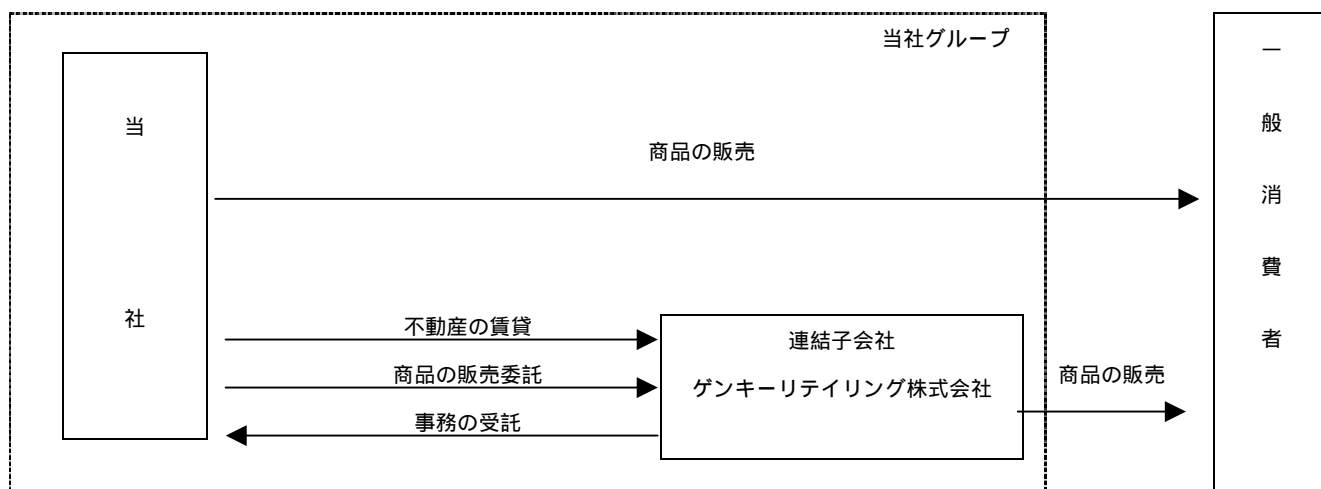 当社グループ
当社
商品の販売
一般消費者
不動産の賃貸
商品の販売委託
事務の受託
連結子会社
ゲンキーリテイリング株式会社
商品の販売